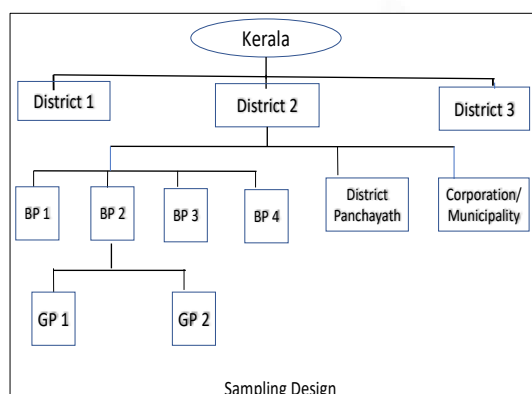 Kerala
District 1
District 2
District 3
BP 1
BP 2
BP 3
BP 4
District
Panchayath
Corporation/
Municipality
GP 1
GP 2
Sampling Design